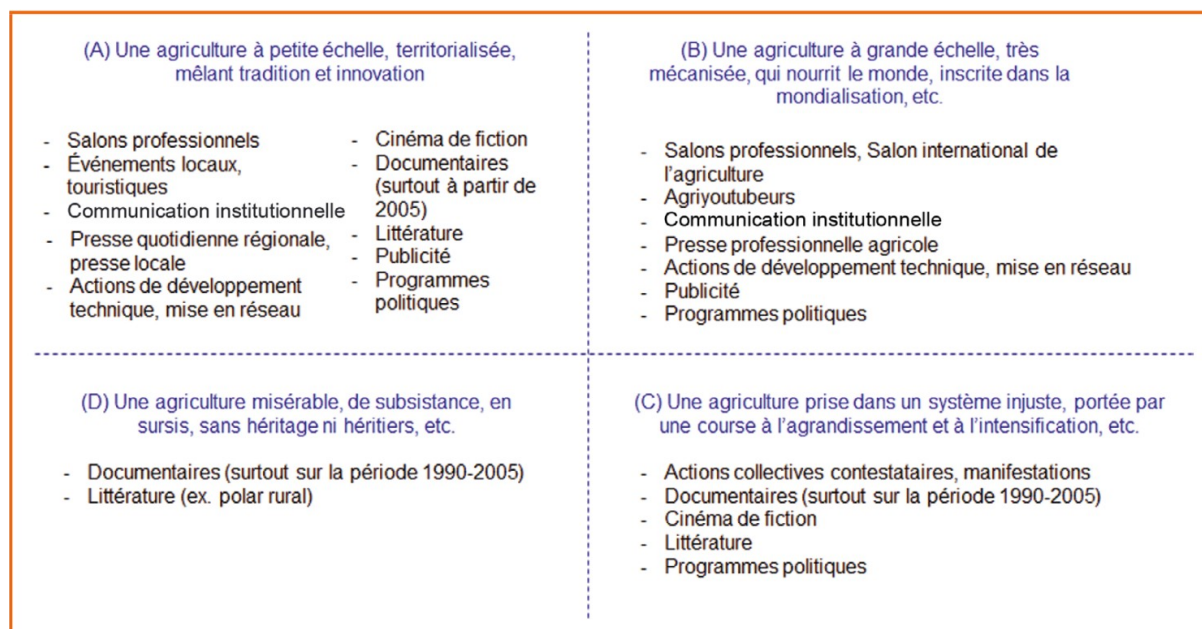 (A) Une agriculture à petite échelle, territorialisée,
mêlant tradition et innovation
- Salons professionnels
- Événements locaux,
touristiques
- Communication institutionnelle
- Presse quotidienne régionale,
presse locale
- Actions de développement
technique, mise en réseau
- Cinéma de fiction
- Documentaires
(surtout à partir de
2005)
- Littérature
- Publicité
- Programmes
politiques
(B) Une agriculture à grande échelle, très
mécanisée, qui nourrit le monde, inscrite dans la
mondialisation, etc.
- Salons professionnels, Salon international de
l'agriculture
- Agriyoutubeurs
- Communication institutionnelle
- Presse professionnelle agricole
- Actions de développement technique, mise en réseau
- Publicité
- Programmes politiques
(D) Une agriculture misérable, de subsistance, en
sursis, sans héritage ni héritiers, etc.
- Documentaires (surtout sur la période 1990-2005)
- Littérature (ex. polar rural)
(C) Une agriculture prise dans un système injuste, portée par
une course à l'agrandissement et à l'intensification, etc.
- Actions collectives contestataires, manifestations
- Documentaires (surtout sur la période 1990-2005)
- Cinéma de fiction
- Littérature
- Programmes politiques